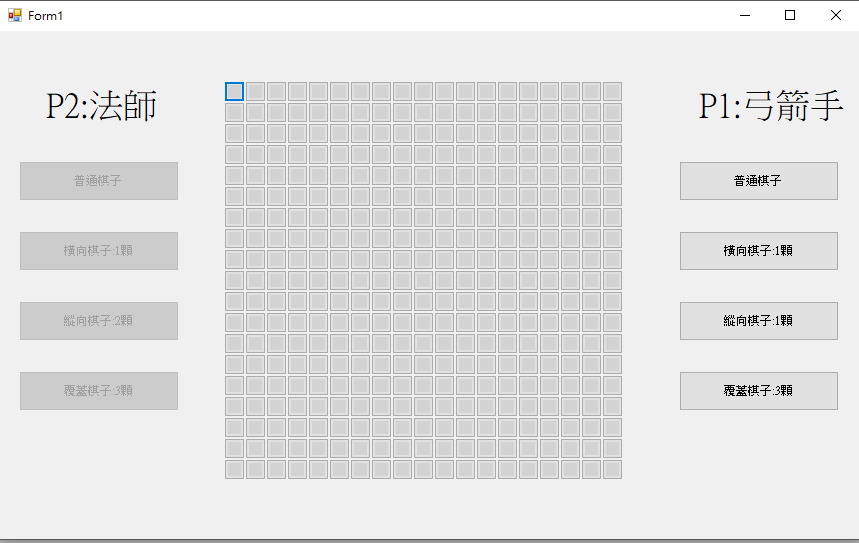 Form1
P2:法師
普通棋子
橫向棋子:1顆
縱向棋子:2顆
覆蓋棋子:3顆
P1:弓箭手
普通棋子
橫向棋子:1顆
縱向棋子:1顆
覆蓋棋子:3顆